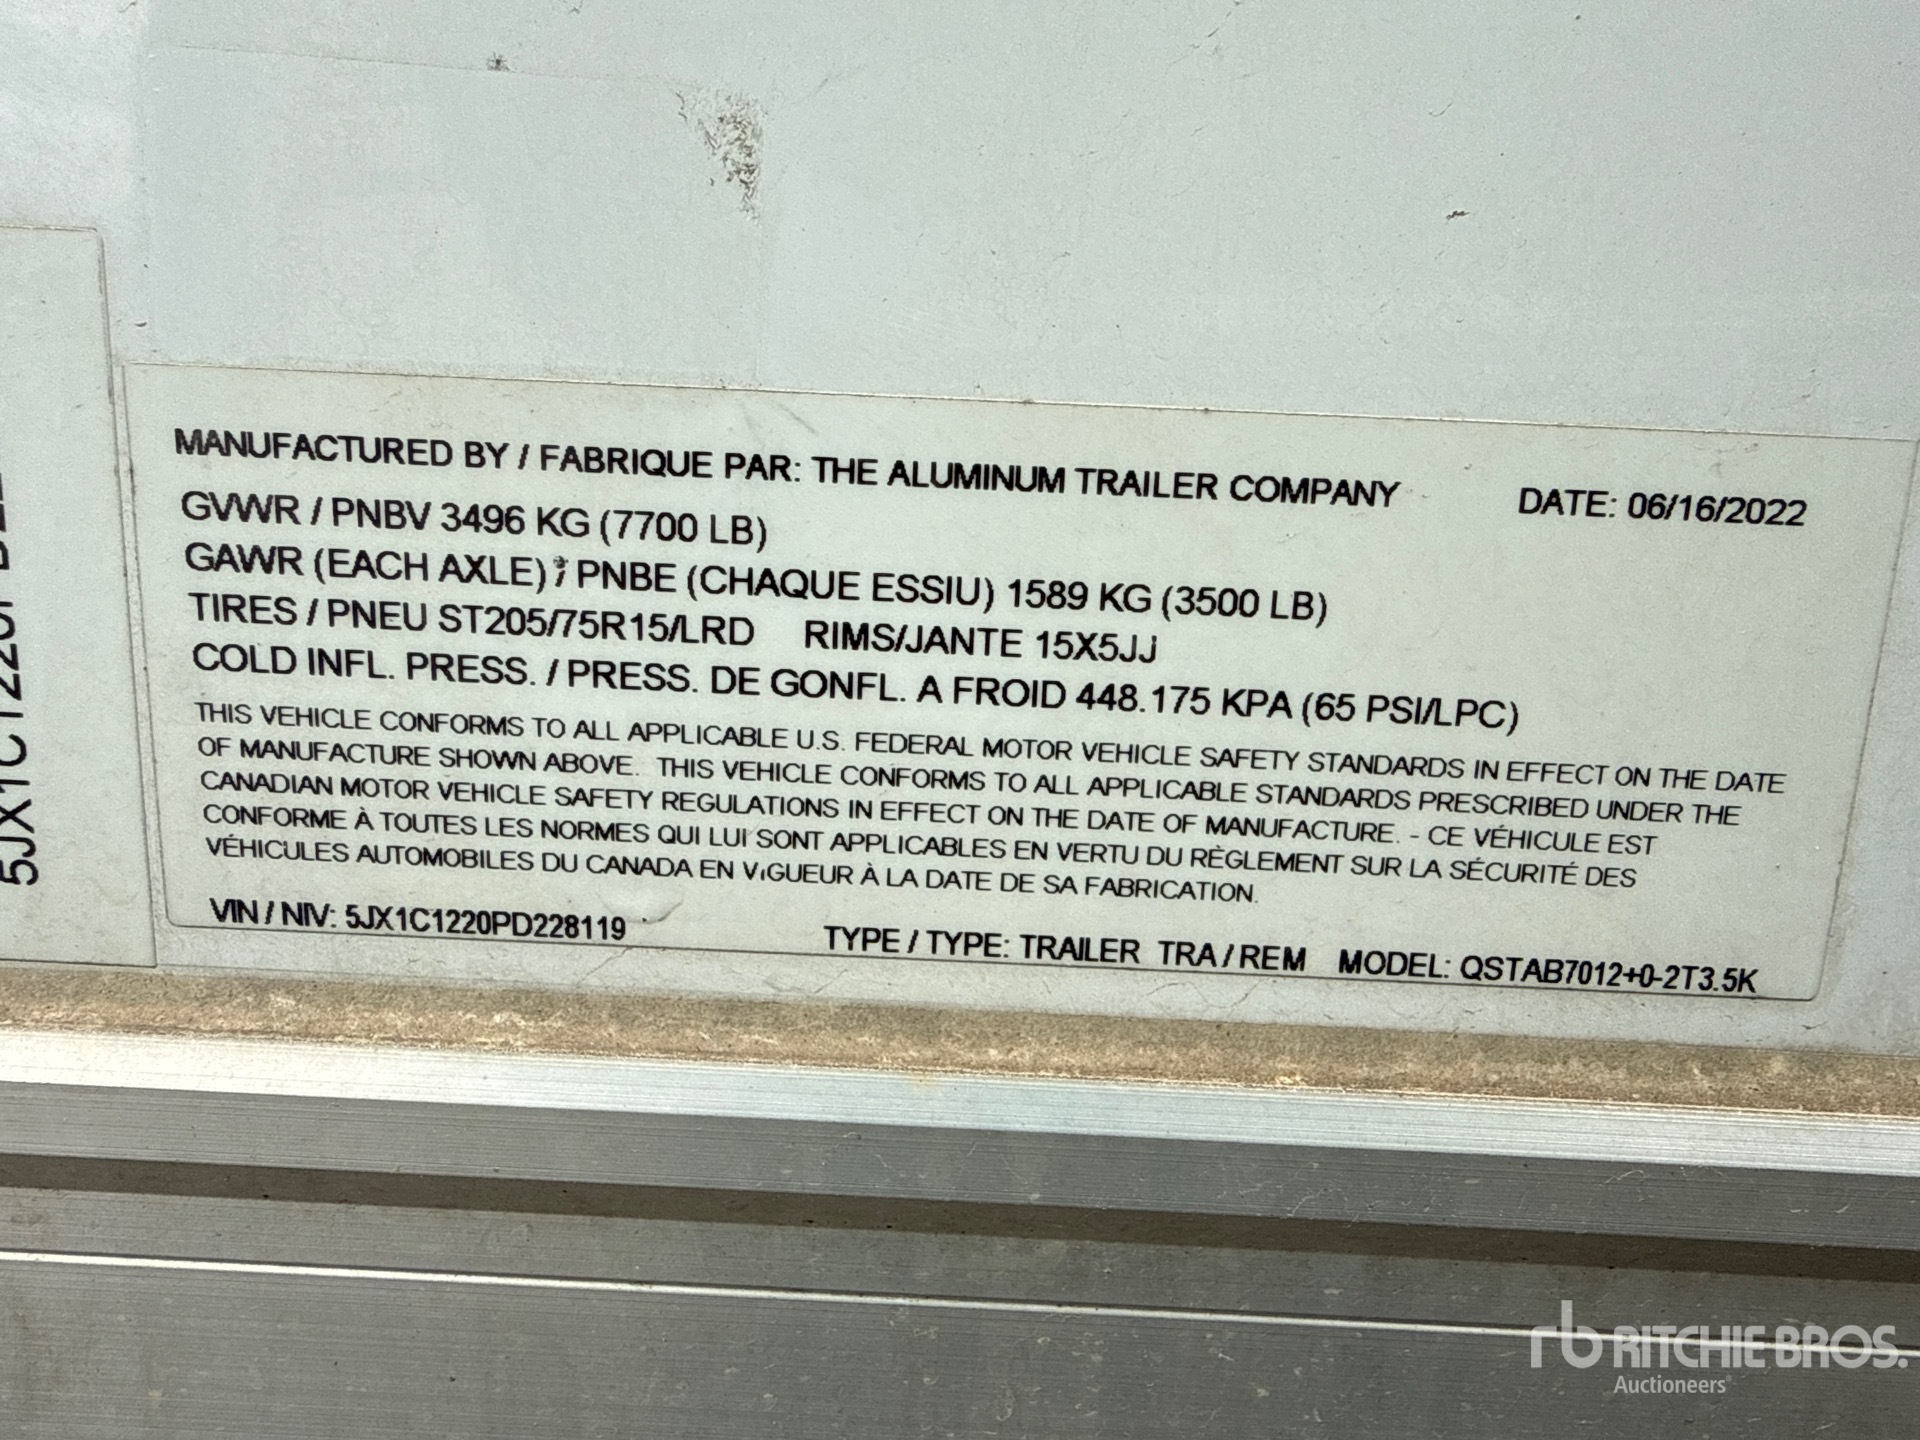 MANUFACTURED BY / FABRIQUE PAR: THE ALUMINUM TRAILER COMPANY DATE: 06/16/2022
GVWR / PNBV 3496 KG (7700 LB)
GAWR (EACH AXLE) / PNBE (CHAQUE ESSIU) 1589 KG (3500 LB)
TIRES / PNEU ST205/75R15/LRD RIMS/JANTE 15X5JJ
COLD INFL. PRESS. / PRESS. DE GONFL. A FROID 448.175 KPA (65 PSI/LPC)
THIS VEHICLE CONFORMS TO ALL APPLICABLE U.S. FEDERAL MOTOR VEHICLE SAFETY STANDARDS IN EFFECT ON THE DATE
OF MANUFACTURE SHOWN ABOVE. THIS VEHICLE CONFORMS TO ALL APPLICABLE STANDARDS PRESCRIBED UNDER THE
CANADIAN MOTOR VEHICLE SAFETY REGULATIONS IN EFFECT ON THE DATE OF MANUFACTURE. - CE VÉHICULE EST
CONFORME À TOUTES LES NORMES QUI LUI SONT APPLICABLES EN VERTU DU RÈGLEMENT SUR LA SÉCURITÉ DES
VÉHICULES AUTOMOBILES DU CANADA EN VIGUEUR À LA DATE DE SA FABRICATION.
VIN / NIV: 5JX1C1220PD228119 TYPE / TYPE: TRAILER TRA / REM MODEL: QSTAB7012+0-2T3.5K
rb RITCHIE BROS.
Auctioneers